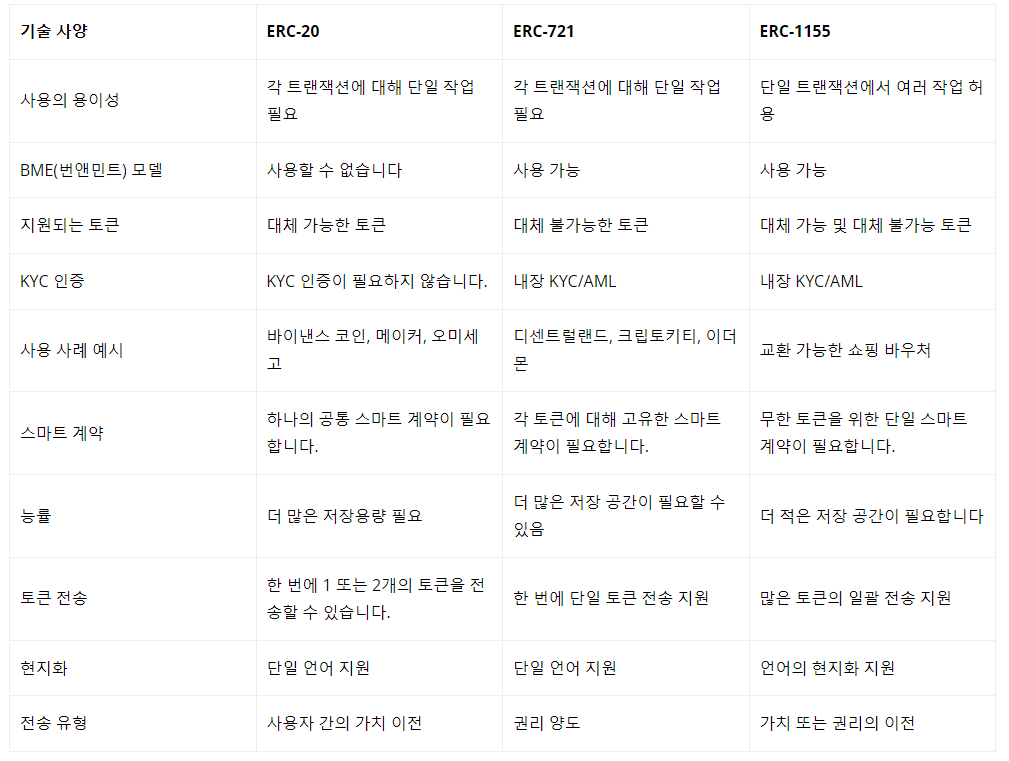 기술 사양 ERC-20 ERC-721 ERC-1155
사용의 용이성 각 트랜잭션에 대해 단일 작업 필요 각 트랜잭션에 대해 단일 작업 필요 단일 트랜잭션에서 여러 작업 허용
BME(번앤민트) 모델 사용할 수 없습니다 사용 가능 사용 가능
지원되는 토큰 대체 가능한 토큰 대체 불가능한 토큰 대체 가능 및 대체 불가능 토큰
KYC 인증 KYC 인증이 필요하지 않습니다. 내장 KYC/AML 내장 KYC/AML
사용 사례 예시 바이낸스 코인, 메이커, 오미세고 디센트럴랜드, 크립토키티, 이더몬 교환 가능한 쇼핑 바우처
스마트 계약 하나의 공통 스마트 계약이 필요합니다. 각 토큰에 대해 고유한 스마트 계약이 필요합니다. 무한 토큰을 위한 단일 스마트 계약이 필요합니다.
능률 더 많은 저장용량 필요 더 많은 저장 공간이 필요할 수 있음 더 적은 저장 공간이 필요합니다
토큰 전송 한 번에 1 또는 2개의 토큰을 전송할 수 있습니다. 한 번에 단일 토큰 전송 지원 많은 토큰의 일괄 전송 지원
현지화 단일 언어 지원 단일 언어 지원 언어의 현지화 지원
전송 유형 사용자 간의 가치 이전 권리 양도 가치 또는 권리의 이전